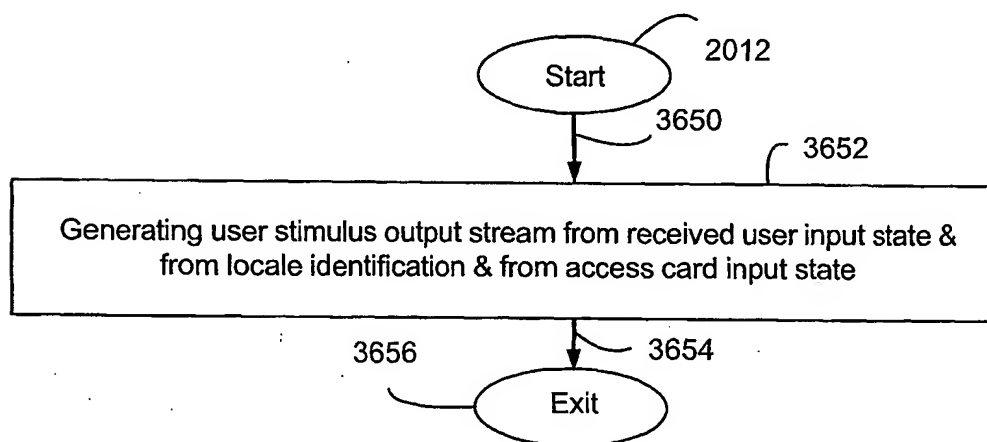 2012
Start
3650
3652
Generating user stimulus output stream from received user input state &
from locale identification & from access card input state
3656
3654
Exit